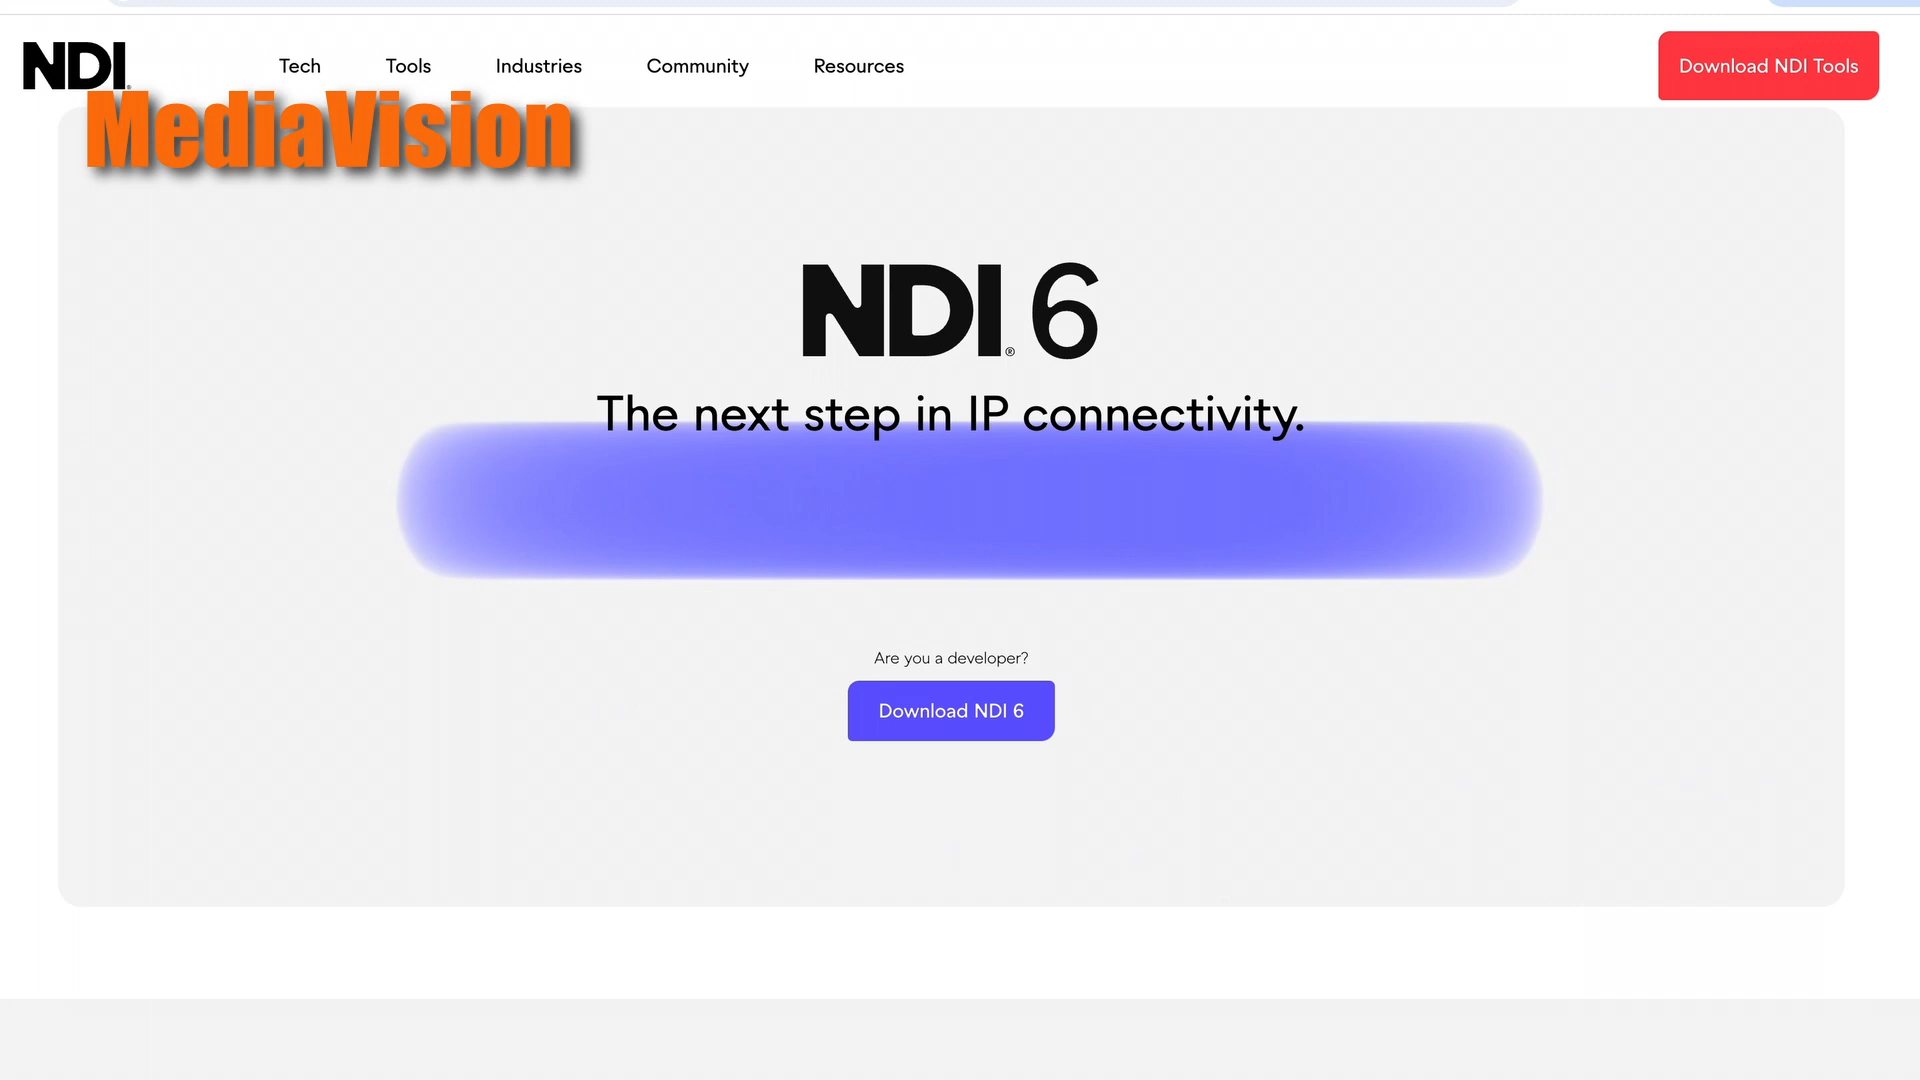 NDI®
Tech
Tools
Industries
Community
Resources
Download NDI Tools
MediaVision
NDI® 6
The next step in IP connectivity.
Are you a developer?
Download NDI 6